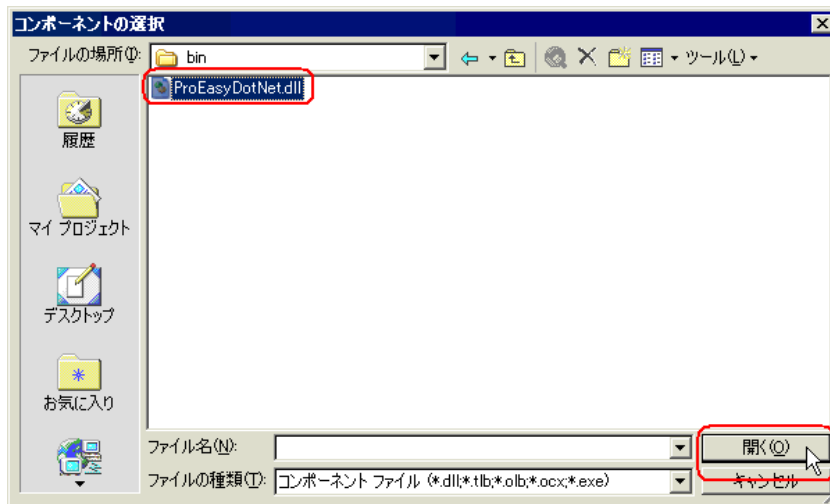 コンポーネントの選択
ファイルの場所(I):
bin
ツール(L)
ProEasyDotNet.dll
履歴
マイ プロジェクト
デスクトップ
お気に入り
ファイル名(N):
開く(O)
ファイルの種類(T):
コンポーネント ファイル (*.dll;*.tlb;*.olb;*.ocx;*.exe)
キャンセル